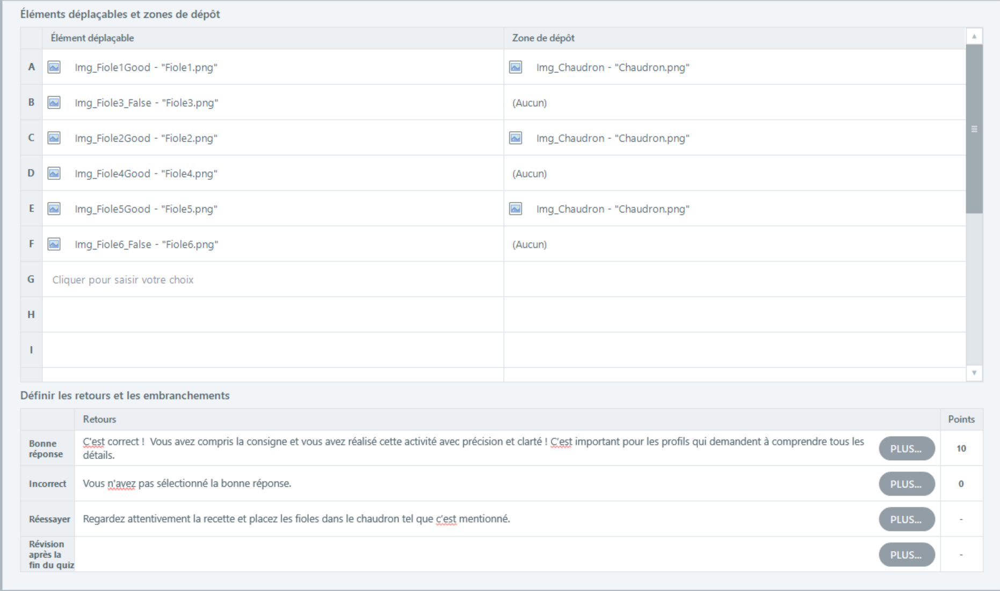 Éléments déplaçables et zones de dépôt
Élément déplaçable Zone de dépôt
A Img_Fiole1Good - "Fiole1.png" Img_Chaudron - "Chaudron.png"
B Img_Fiole3_False - "Fiole3.png" (Aucun)
C Img_Fiole2Good - "Fiole2.png" Img_Chaudron - "Chaudron.png"
D Img_Fiole4Good - "Fiole4.png" (Aucun)
E Img_Fiole5Good - "Fiole5.png" Img_Chaudron - "Chaudron.png"
F Img_Fiole6_False - "Fiole6.png" (Aucun)
G Cliquer pour saisir votre choix
H
I
Définir les retours et les embranchements
Retours Points
Bonne
réponse
C'est correct !  Vous avez compris la consigne et vous avez réalisé cette activité avec précision et clarté ! C'est important pour les profils qui demandent à comprendre tous les
détails.
PLUS... 10
Incorrect Vous n'avez pas sélectionné la bonne réponse. PLUS... 0
Réessayer Regardez attentivement la recette et placez les fioles dans le chaudron tel que c'est mentionné. PLUS... -
Révision
après la
fin du quiz
PLUS... -